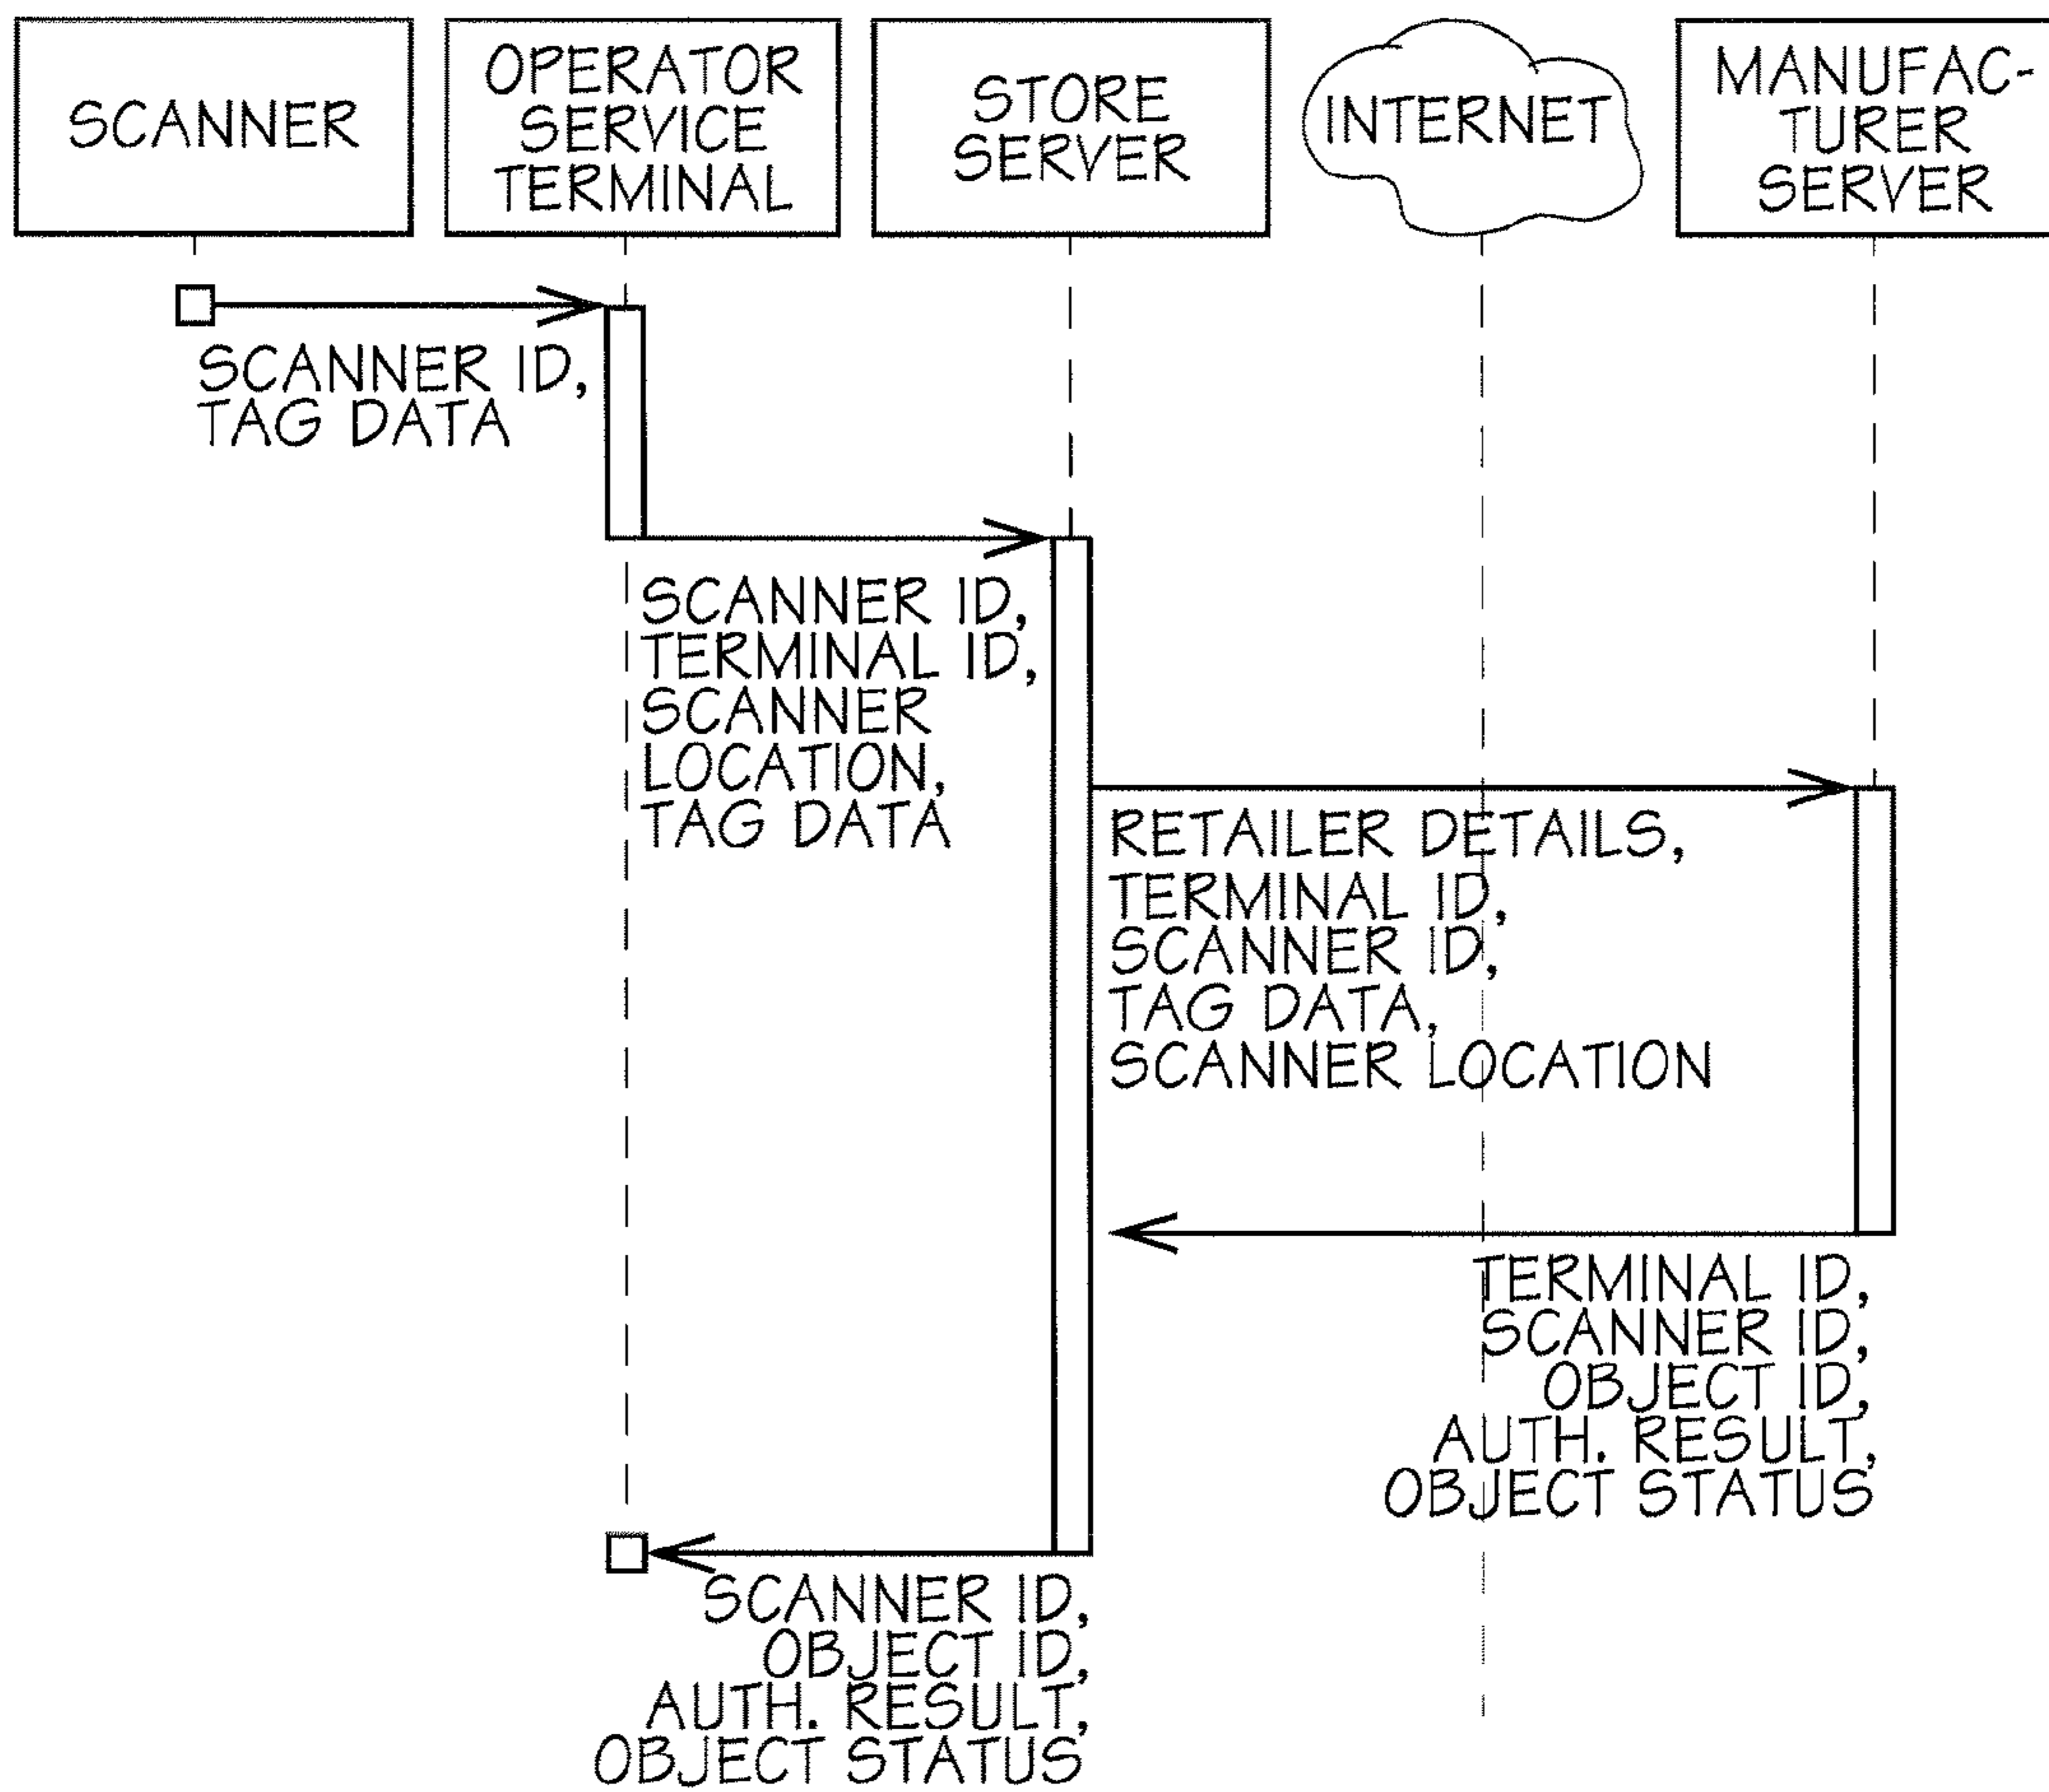 SCANNER
OPERATOR
SERVICE
TERMINAL
STORE
SERVER
INTERNET
MANUFAC-
TURER
SERVER
SCANNER ID,
TAG DATA
SCANNER ID,
TERMINAL ID,
SCANNER
LOCATION,
TAG DATA
RETAILER DETAILS,
TERMINAL ID,
SCANNER ID,
TAG DATA,
SCANNER LOCATION
TERMINAL ID,
SCANNER ID,
OBJECT ID,
AUTH. RESULT,
OBJECT STATUS
SCANNER ID,
OBJECT ID,
AUTH. RESULT,
OBJECT STATUS